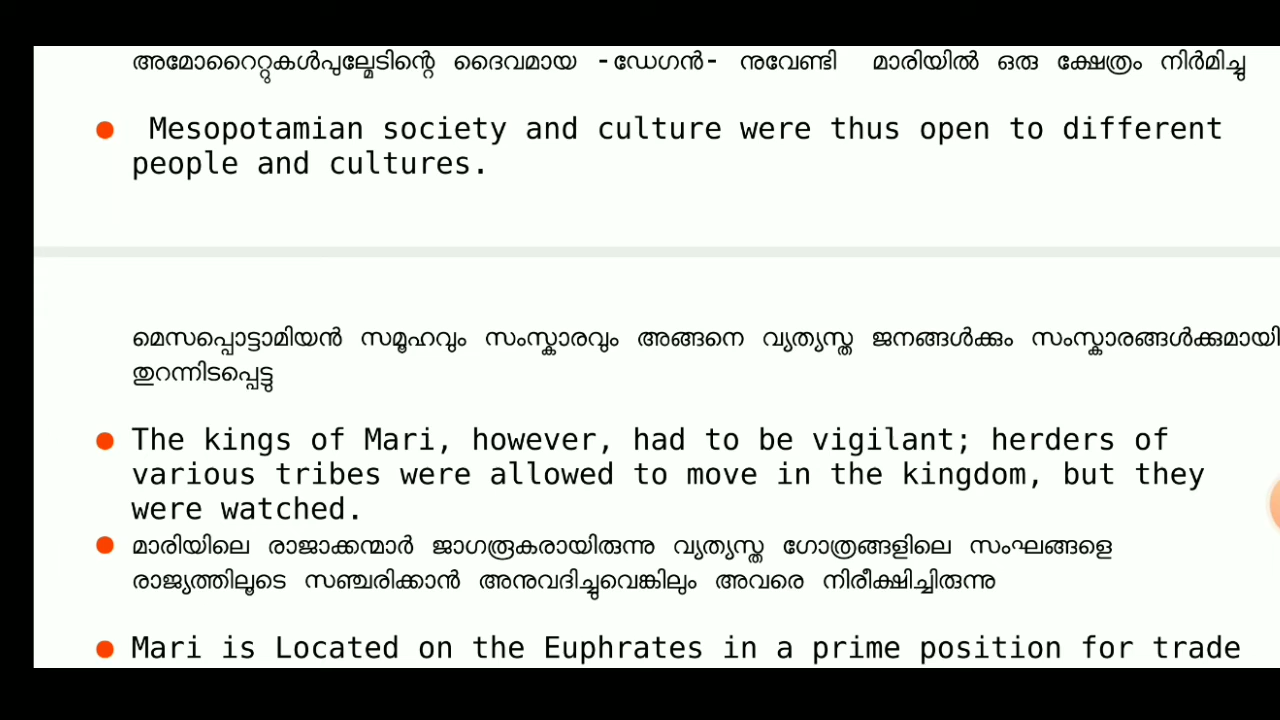 അമോറൈറ്റുകൾപുല്മേടിന്റെ ദൈവമായ -ഡേഗൻ- നുവേണ്ടി മാരിയിൽ ഒരു ക്ഷേത്രം നിർമിച്ചു
Mesopotamian society and culture were thus open to different
people and cultures.
മെസപ്പൊട്ടാമിയൻ സമൂഹവും സംസ്കാരവും അങ്ങനെ വ്യത്യസ്ത ജനങ്ങൾക്കും സംസ്കാരങ്ങൾക്കുമായി
തുറന്നിടപ്പെട്ടു
The kings of Mari, however, had to be vigilant; herders of
various tribes were allowed to move in the kingdom, but they
were watched.
മാരിയിലെ രാജാക്കന്മാർ ജാഗരൂകരായിരുന്നു വ്യത്യസ്ത ഗോത്രങ്ങളിലെ സംഘങ്ങളെ
രാജ്യത്തിലൂടെ സഞ്ചരിക്കാൻ അനുവദിച്ചുവെങ്കിലും അവരെ നിരീക്ഷിച്ചിരുന്നു
Mari is Located on the Euphrates in a prime position for trade